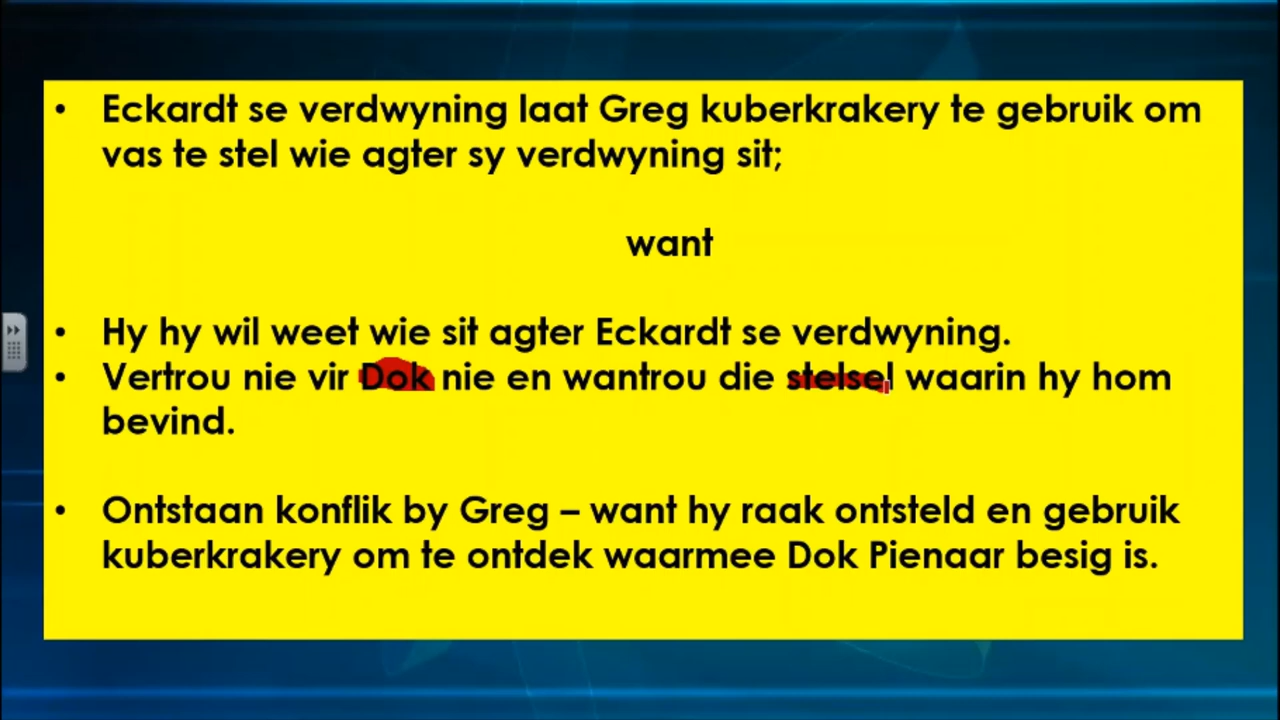 • Eckardt se verdwyning laat Greg kuberkrakery te gebruik om
vas te stel wie agter sy verdwyning sit;
want
• Hy hy wil weet wie sit agter Eckardt se verdwyning.
• Vertrou nie vir Dok nie en wantrou die stelsel waarin hy hom
bevind.
• Ontstaan konflik by Greg – want hy raak ontsteld en gebruik
kuberkrakery om te ontdek waarmee Dok Pienaar besig is.